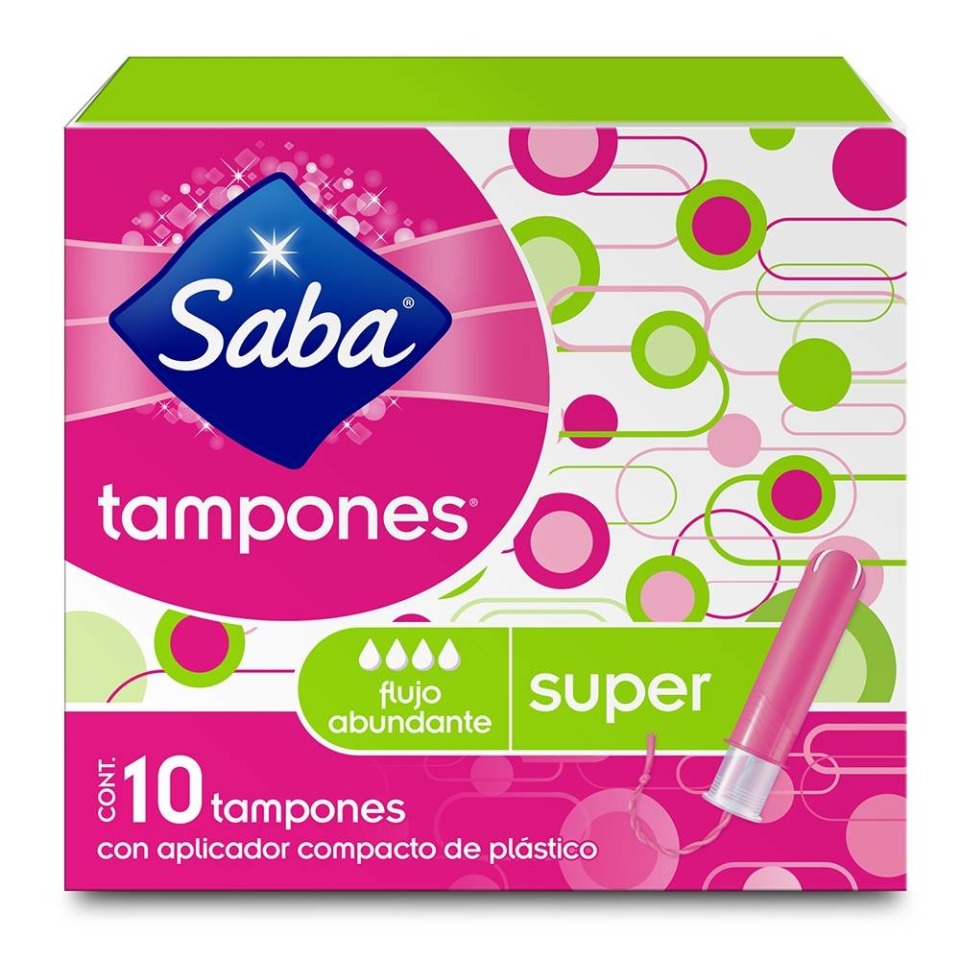 Saba®
tampones®
flujo
abundante
super
CONT. 10 tampones
con aplicador compacto de plástico